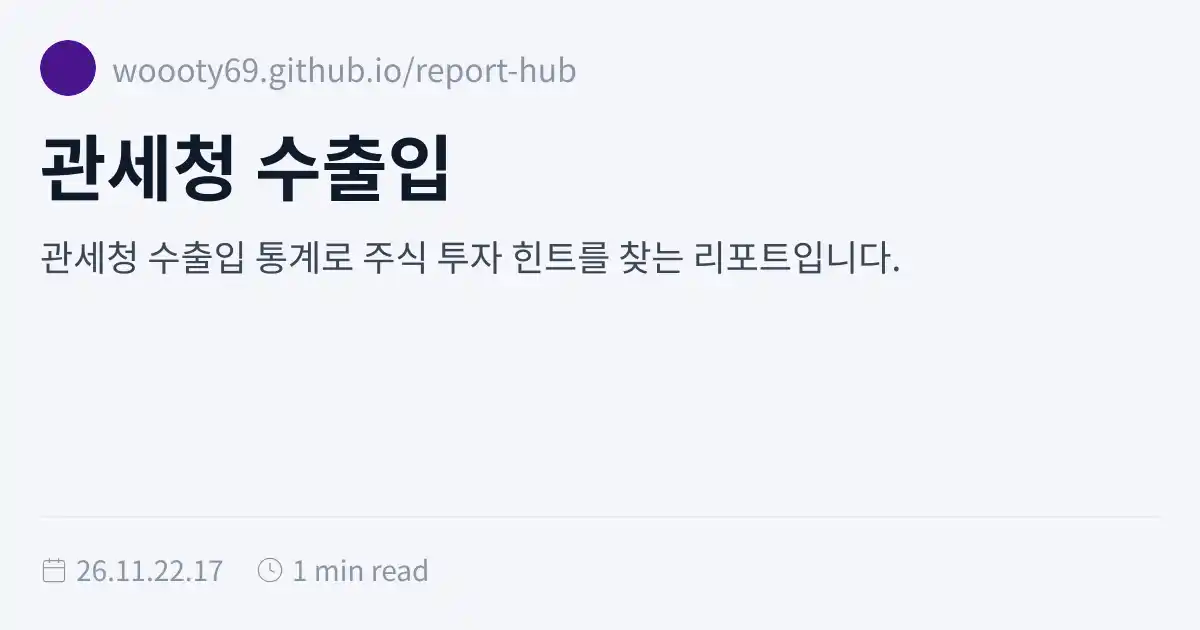 woooty69.github.io/report-hub
관세청 수출입
관세청 수출입 통계로 주식 투자 힌트를 찾는 리포트입니다.
26.11.22.17 1 min read